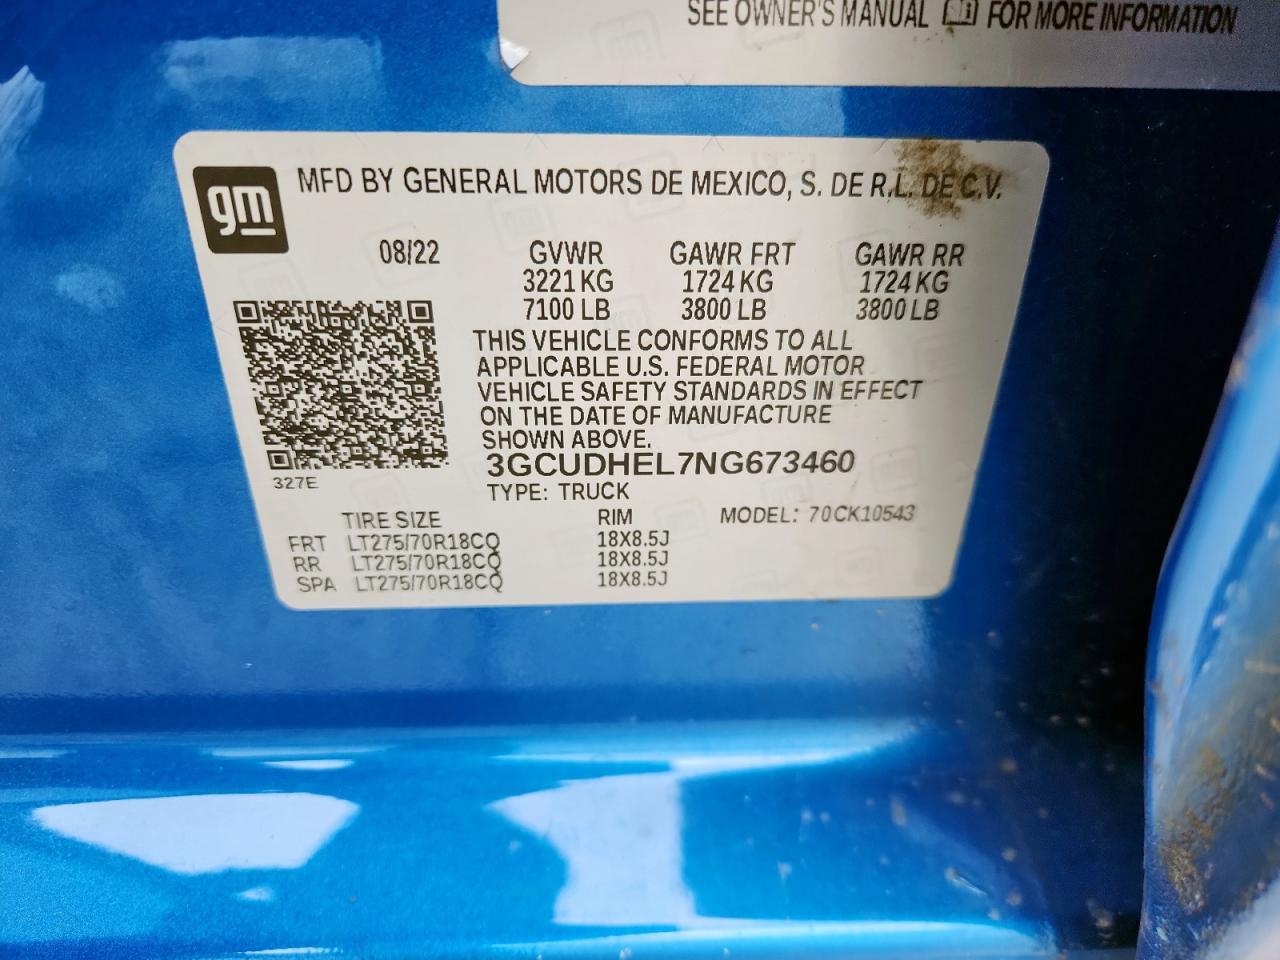 SEE OWNER'S MANUAL FOR MORE INFORMATION
gm
MFD BY GENERAL MOTORS DE MEXICO, S. DE R.L. DE C.V.
08/22 GVWR GAWR FRT GAWR RR
3221 KG 1724 KG 1724 KG
7100 LB 3800 LB 3800 LB
THIS VEHICLE CONFORMS TO ALL
APPLICABLE U.S. FEDERAL MOTOR
VEHICLE SAFETY STANDARDS IN EFFECT
ON THE DATE OF MANUFACTURE
SHOWN ABOVE.
3GCUDHEL7NG673460
327E
TYPE: TRUCK
TIRE SIZE RIM MODEL: 70CK10543
FRT LT275/70R18CQ 18X8.5J
RR LT275/70R18CQ 18X8.5J
SPA LT275/70R18CQ 18X8.5J